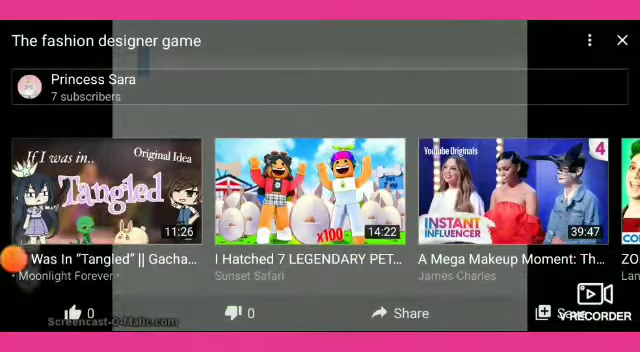 The fashion designer game
Princess Sara
7 subscribers
If I was in..
Original Idea
Tangled
11:26
x100
14:22
YouTube Originals
4
INSTANT
INFLUENCER
39:47
Was In "Tangled" || Gacha...
Moonlight Forever
I Hatched 7 LEGENDARY PET...
Sunset Safari
A Mega Makeup Moment: Th...
James Charles
ZO
Lan
0
0
Share
V RECORDER
Screencast-O-Matic.com